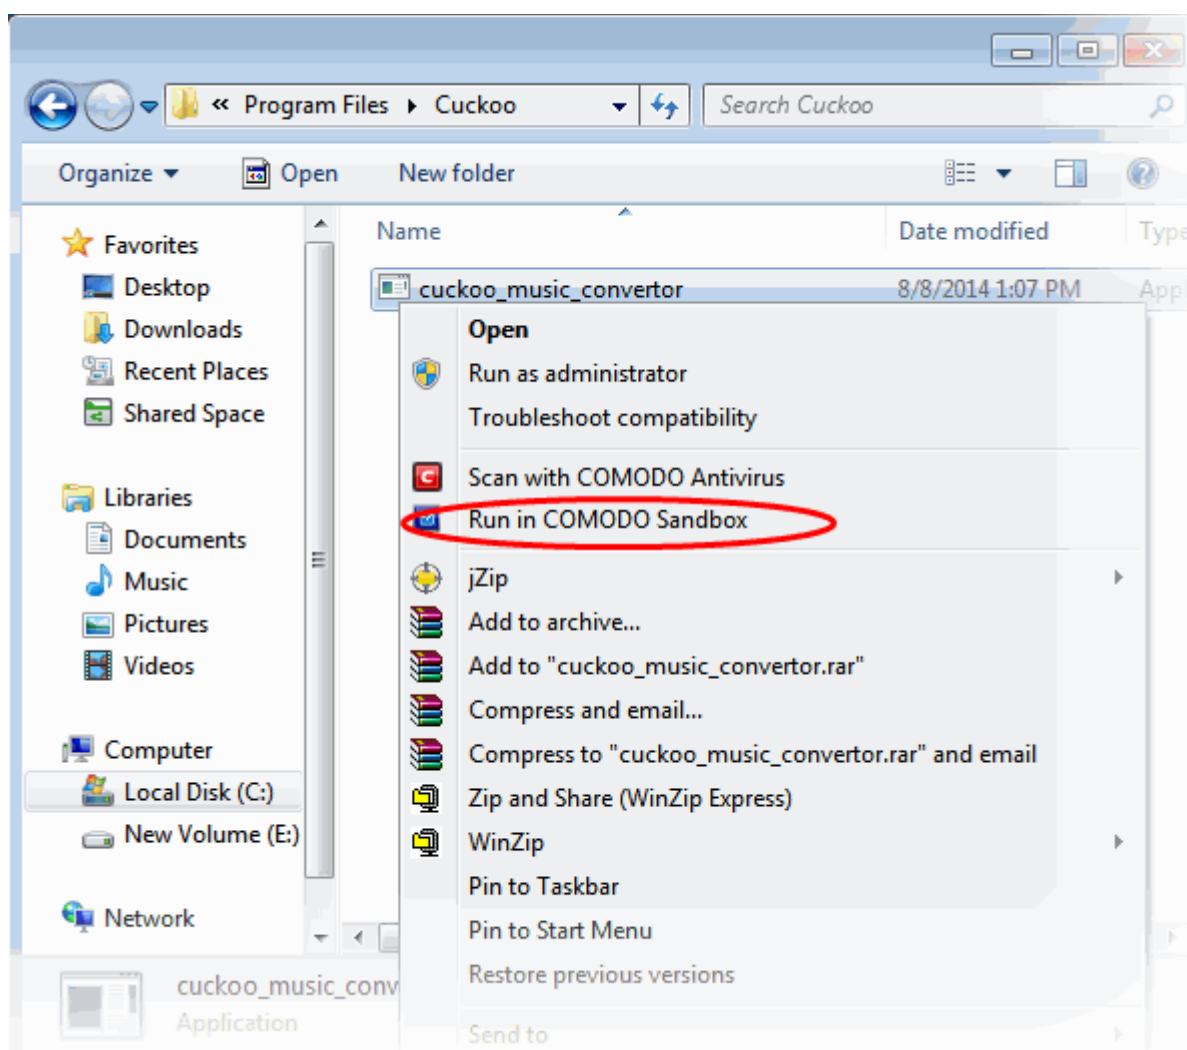 « Program Files Cuckoo
Search Cuckoo
Organize Open New folder
Name Date modified Type
Favorites
Desktop
Downloads
Recent Places
Shared Space
Libraries
Documents
Music
Pictures
Videos
Computer
Local Disk (C:)
New Volume (E:)
Network
cuckoo_music_convertor 8/8/2014 1:07 PM App
Open
Run as administrator
Troubleshoot compatibility
Scan with COMODO Antivirus
Run in COMODO Sandbox
jZip
Add to archive...
Add to "cuckoo_music_convertor.rar"
Compress and email...
Compress to "cuckoo_music_convertor.rar" and email
Zip and Share (WinZip Express)
WinZip
Pin to Taskbar
Pin to Start Menu
Restore previous versions
Send to
cuckoo_music_conv
Application